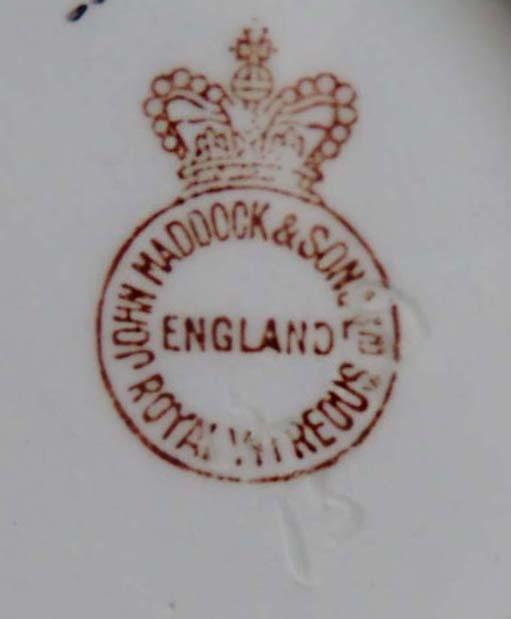 JOHN MADDOCK & SONS LTD
ENGLAND
ROYAL VITREOUS